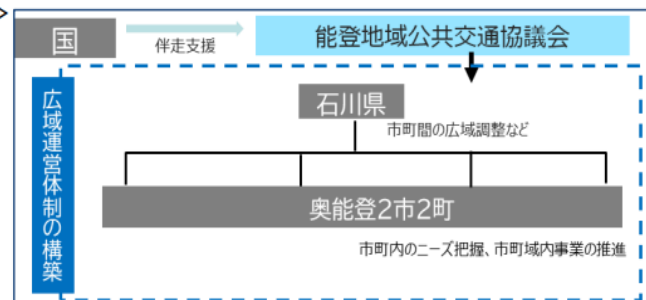 国
伴走支援
能登地域公共交通協議会
広域運営体制の構築
石川県
市町間の広域調整など
奥能登2市2町
市町内のニーズ把握、市町域内事業の推進